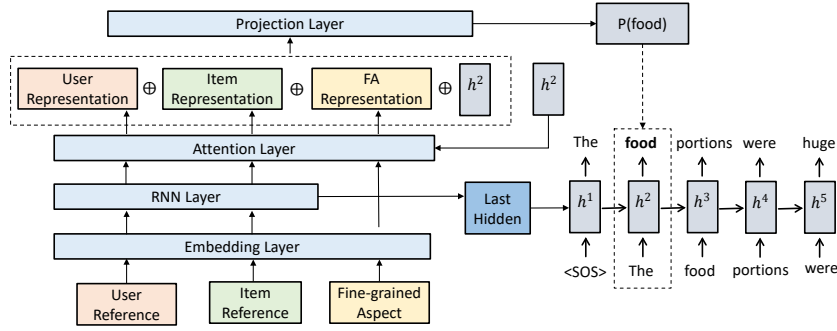 Projection Layer
P(food)
User
Representation
⊕
Item
Representation
⊕
FA
Representation
⊕
h²
h²
Attention Layer
The
food
portions
were
huge
RNN Layer
Last
Hidden
h¹
h²
h³
h⁴
h⁵
Embedding Layer
<SOS>
The
food
portions
were
User
Reference
Item
Reference
Fine-grained
Aspect